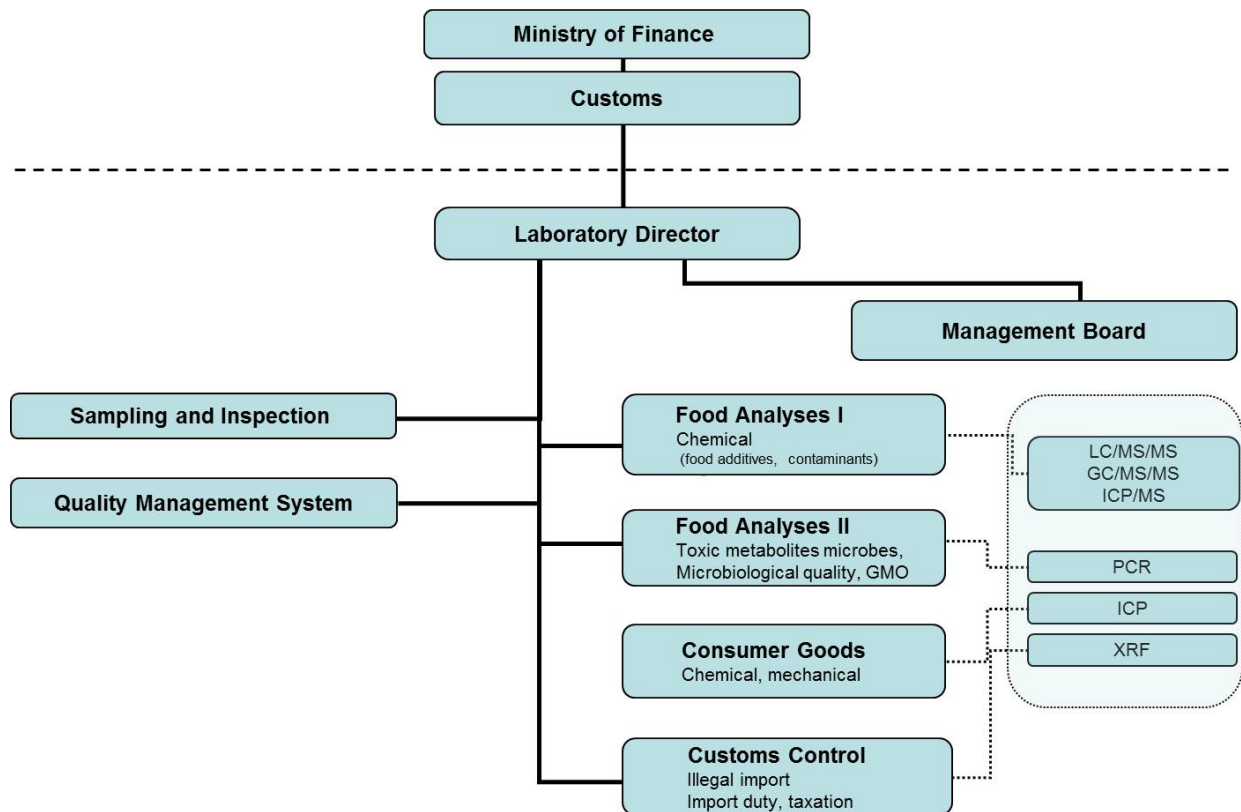 Ministry of Finance
Customs
Laboratory Director
Management Board
Sampling and Inspection
Quality Management System
Food Analyses I
Chemical
(food additives, contaminants)
Food Analyses II
Toxic metabolites microbes,
Microbiological quality, GMO
Consumer Goods
Chemical, mechanical
Customs Control
Illegal import
Import duty, taxation
LC/MS/MS
GC/MS/MS
ICP/MS
PCR
ICP
XRF